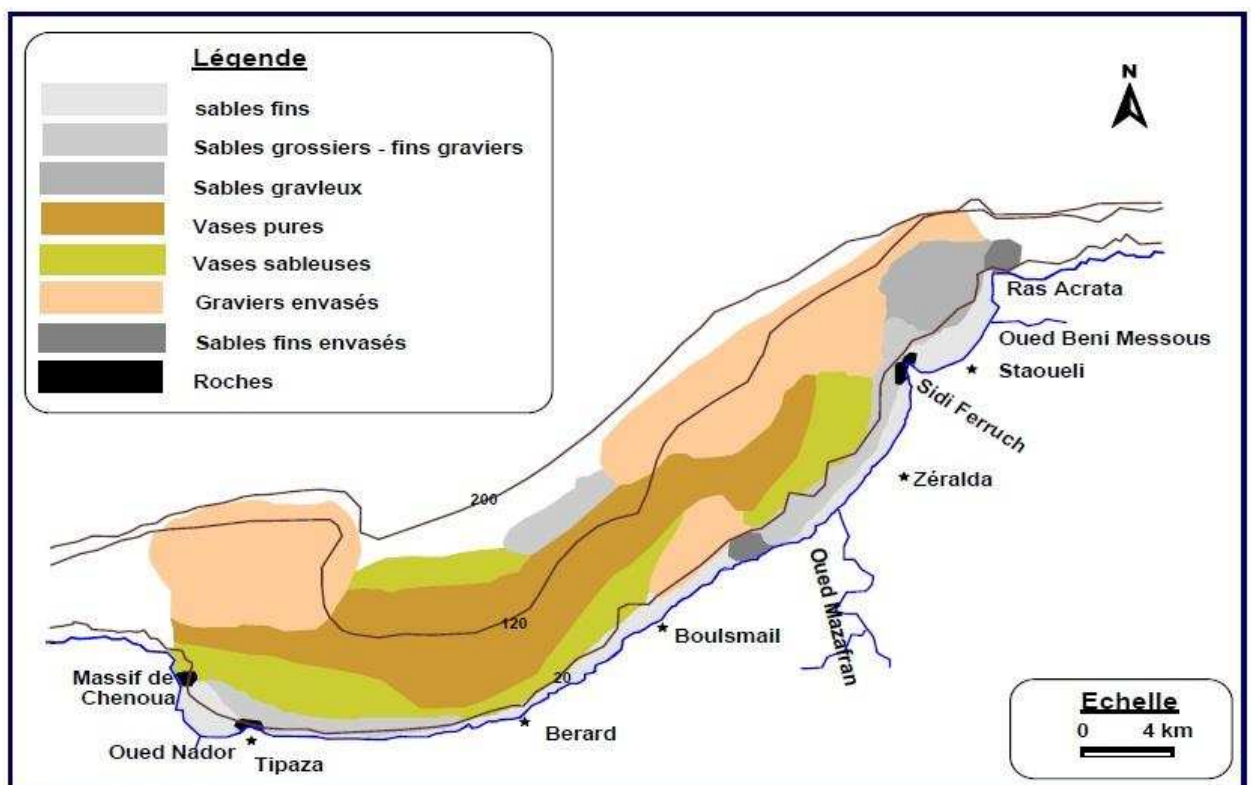 Légende
sables fins
Sables grossiers - fins graviers
Sables gravleux
Vases pures
Vases sableuses
Graviers envasés
Sables fins envasés
Roches
N
Ras Acrata
Oued Beni Messous
Staoueli
Sidi Ferruch
Zéralda
200
Oued Mazafran
120
Boulsmail
Massif de
Chenoua
20
Berard
Oued Nador
Tipaza
Echelle
0 4 km